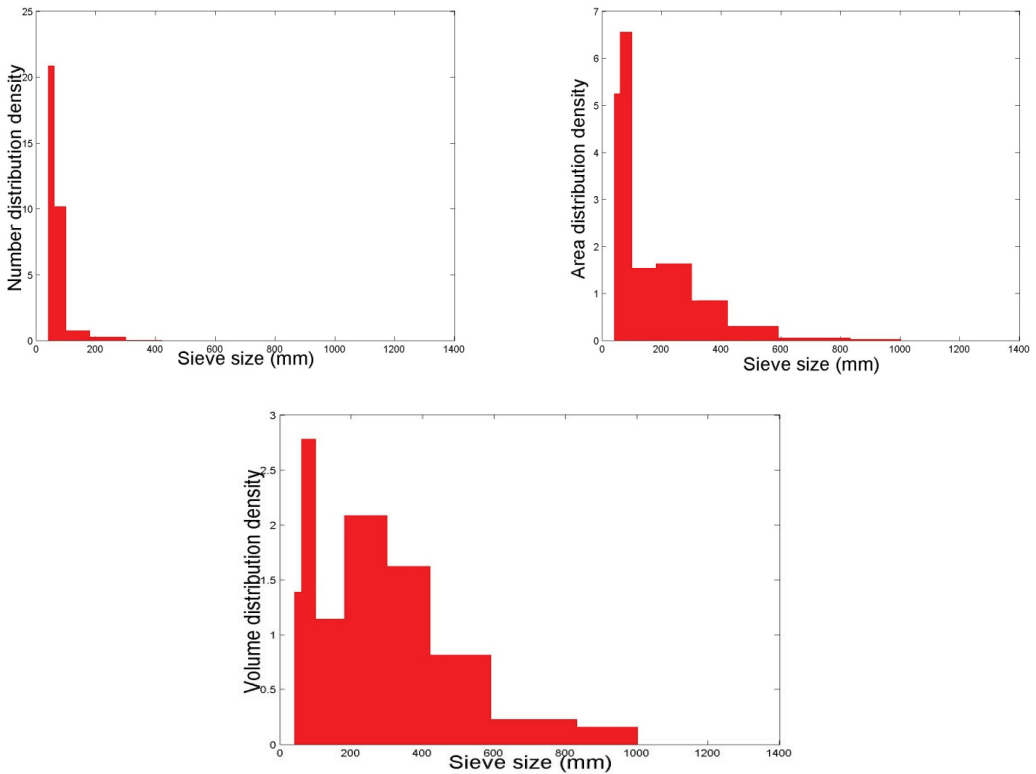 25
20
15
10
5
0
Number distribution density
0 200 400 600 800 1000 1200 1400
Sieve size (mm)
7
6
5
4
3
2
1
0
Area distribution density
0 200 400 600 800 1000 1200 1400
Sieve size (mm)
3
2.5
2
1.5
1
0.5
0
Volume distribution density
0 200 400 600 800 1000 1200 1400
Sieve size (mm)